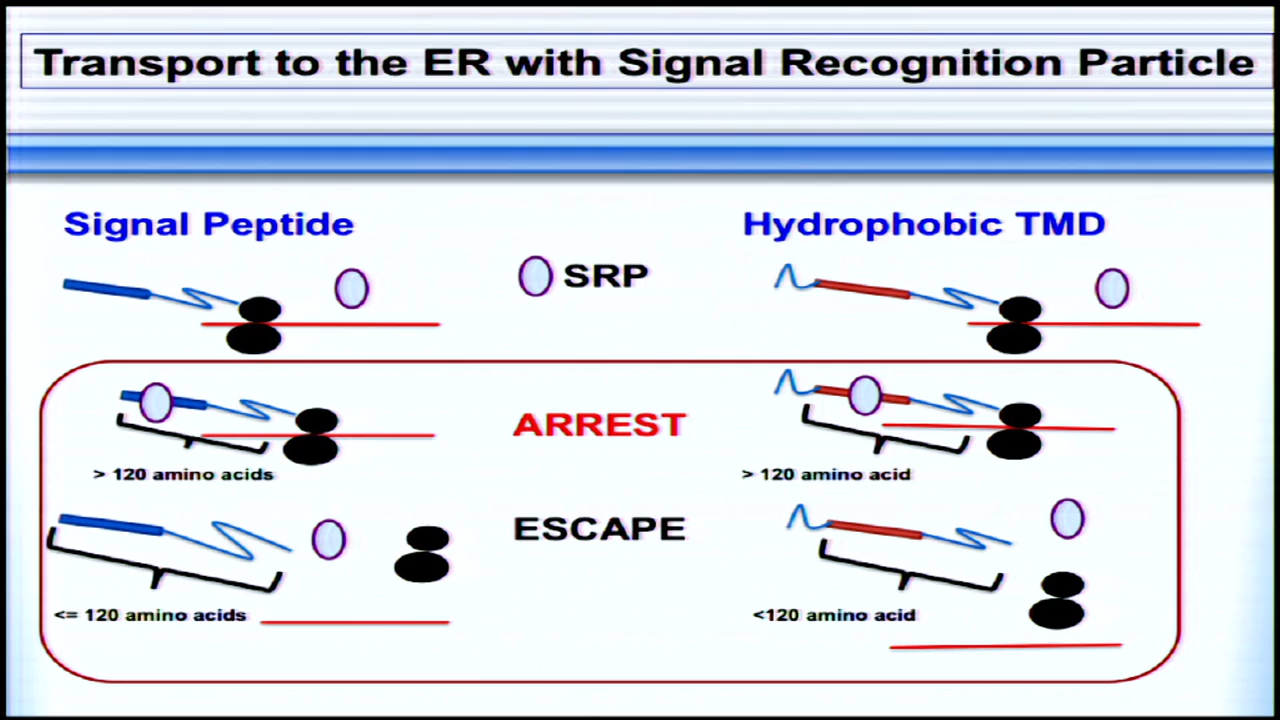 Transport to the ER with Signal Recognition Particle
Signal Peptide
Hydrophobic TMD
SRP
ARREST
> 120 amino acids
> 120 amino acid
ESCAPE
<= 120 amino acids
<120 amino acid